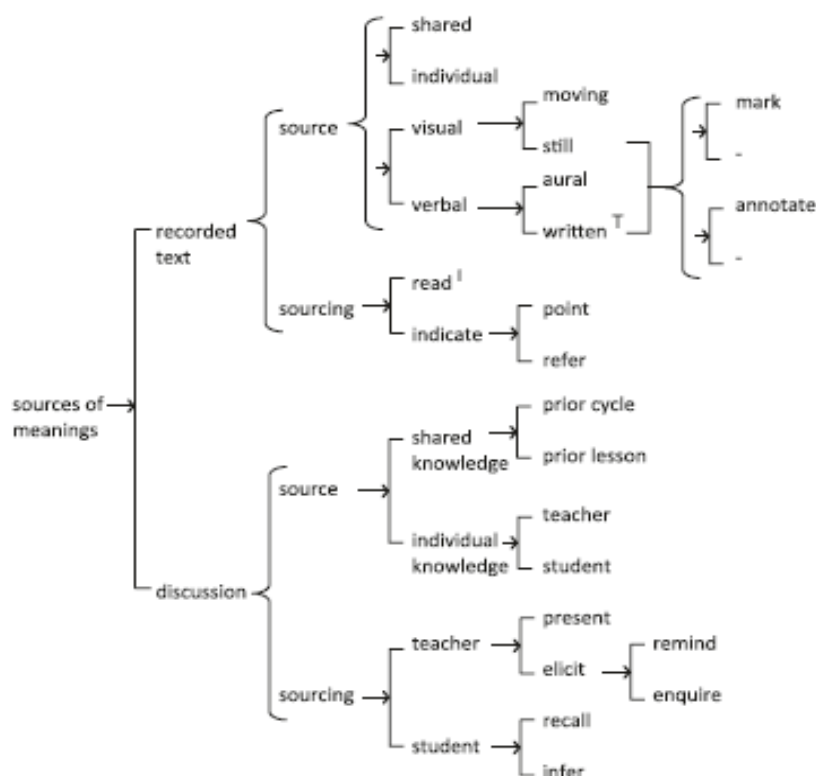 shared
individual
source
visual
moving
still
mark
-
verbal
aural
written T
annotate
-
recorded
text
sourcing
read I
indicate
point
refer
sources of
meanings
discussion
source
shared
knowledge
prior cycle
prior lesson
individual
knowledge
teacher
student
sourcing
teacher
present
elicit
remind
enquire
student
recall
infer